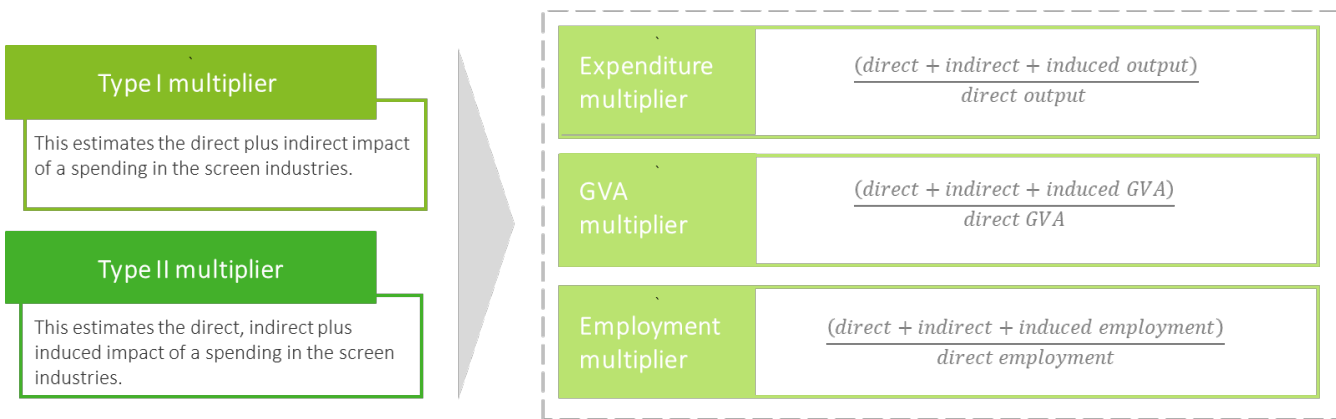 Type I multiplier
This estimates the direct plus indirect impact
of a spending in the screen industries.
Type II multiplier
This estimates the direct, indirect plus
induced impact of a spending in the screen
industries.
Expenditure
multiplier
(direct + indirect + induced output)
direct output
GVA
multiplier
(direct + indirect + induced GVA)
direct GVA
Employment
multiplier
(direct + indirect + induced employment)
direct employment